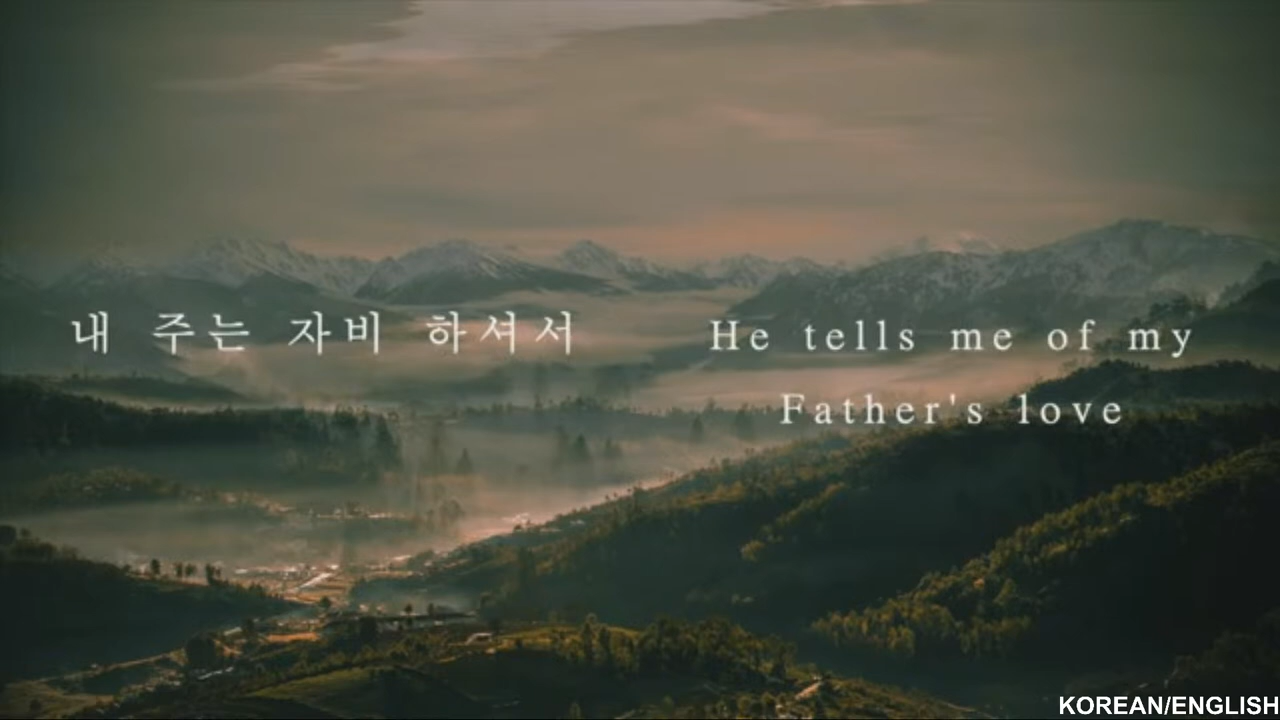 내 주는 자비 하셔서
He tells me of my
Father's love
KOREAN/ENGLISH